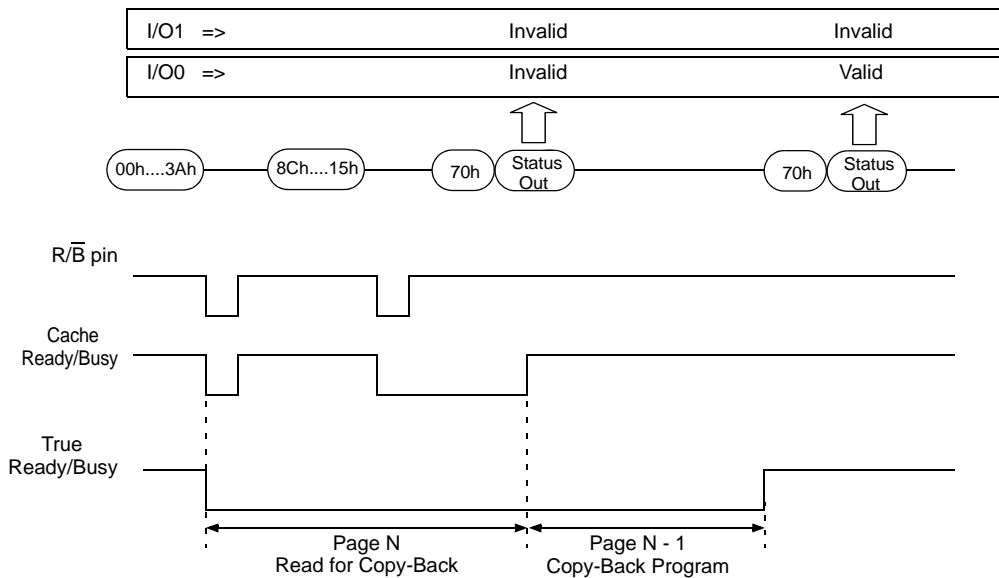 I/O1 => Invalid Invalid
I/O0 => Invalid Valid
00h....3Ah 8Ch....15h 70h Status Out 70h Status Out
R/B̅ pin
Cache
Ready/Busy
True
Ready/Busy
Page N
Read for Copy-Back
Page N - 1
Copy-Back Program